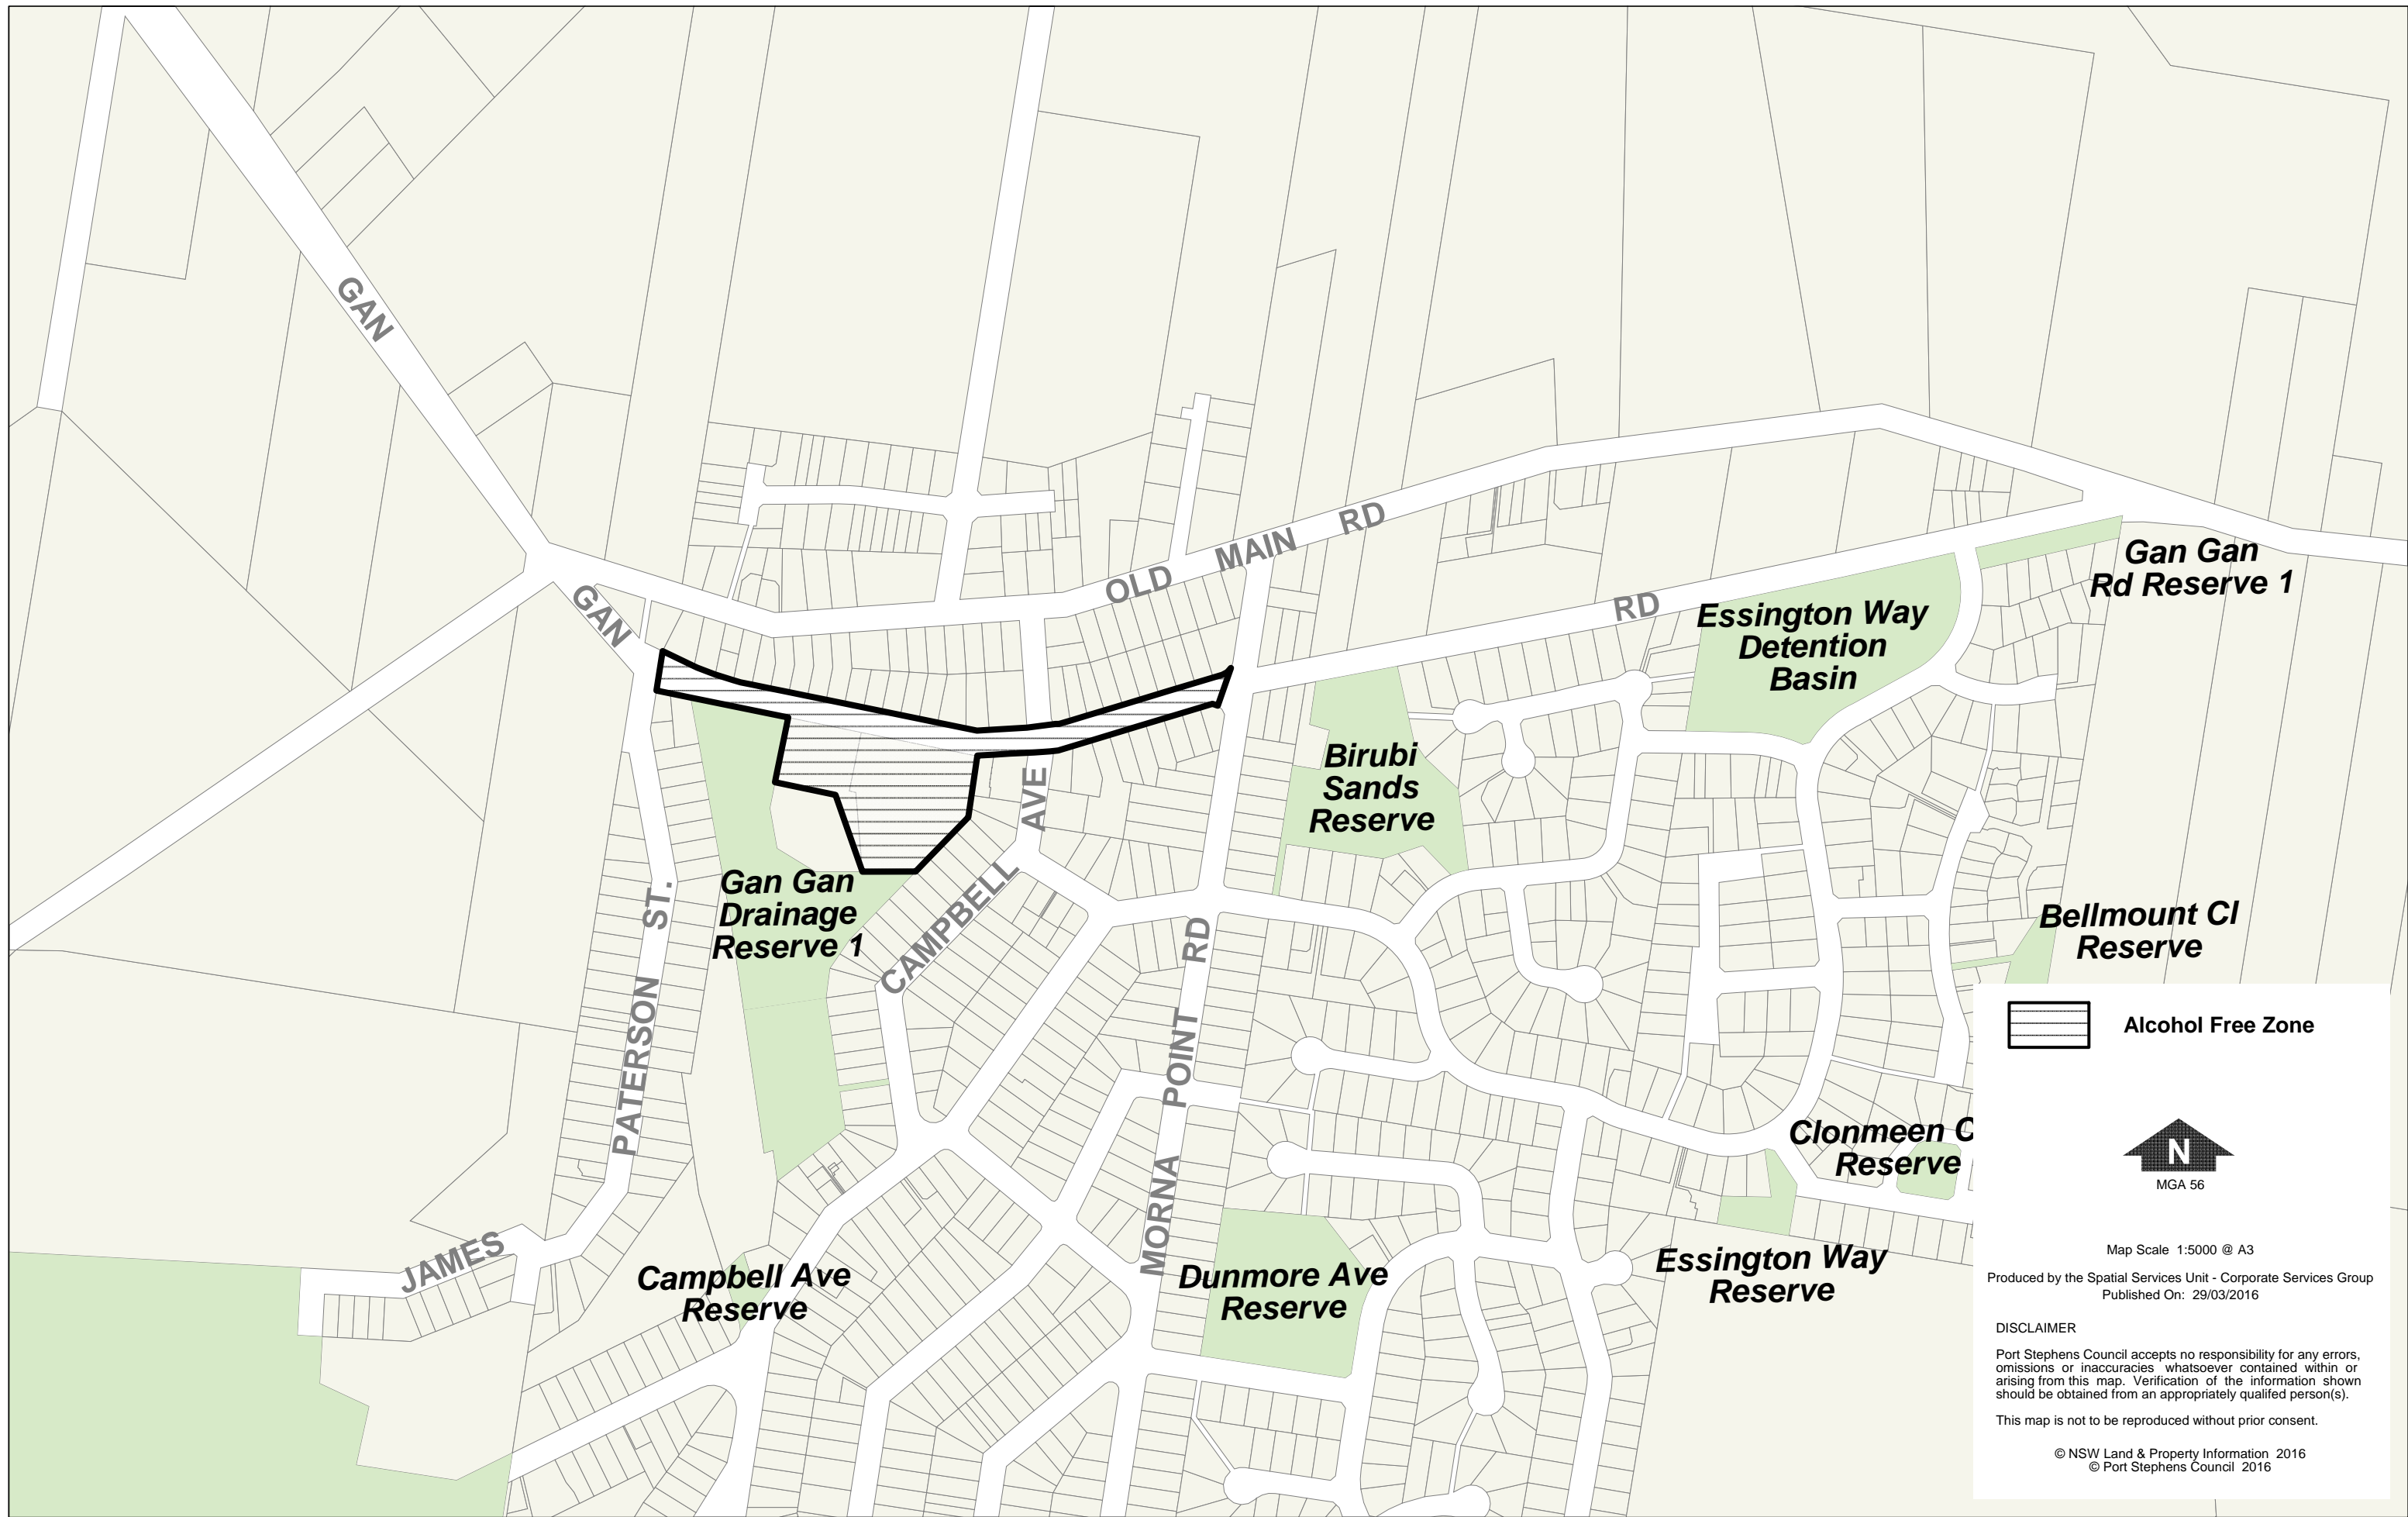 GAN
GAN
OLD MAIN RD
RD
Gan Gan
Rd Reserve 1
Essington Way
Detention
Basin
Birubi
Sands
Reserve
AVE
CAMPBELL
Gan Gan
Drainage
Reserve 1
PATERSON ST.
MORNA POINT RD
Bellmount Cl
Reserve
Clonmeen C
Reserve
JAMES
Campbell Ave
Reserve
Dunmore Ave
Reserve
Essington Way
Reserve
Alcohol Free Zone
N
MGA 56
Map Scale 1:5000 @ A3
Produced by the Spatial Services Unit - Corporate Services Group
Published On: 29/03/2016
DISCLAIMER
Port Stephens Council accepts no responsibility for any errors,
omissions or inaccuracies whatsoever contained within or
arising from this map. Verification of the information shown
should be obtained from an appropriately qualifed person(s).
This map is not to be reproduced without prior consent.
© NSW Land & Property Information 2016
© Port Stephens Council 2016